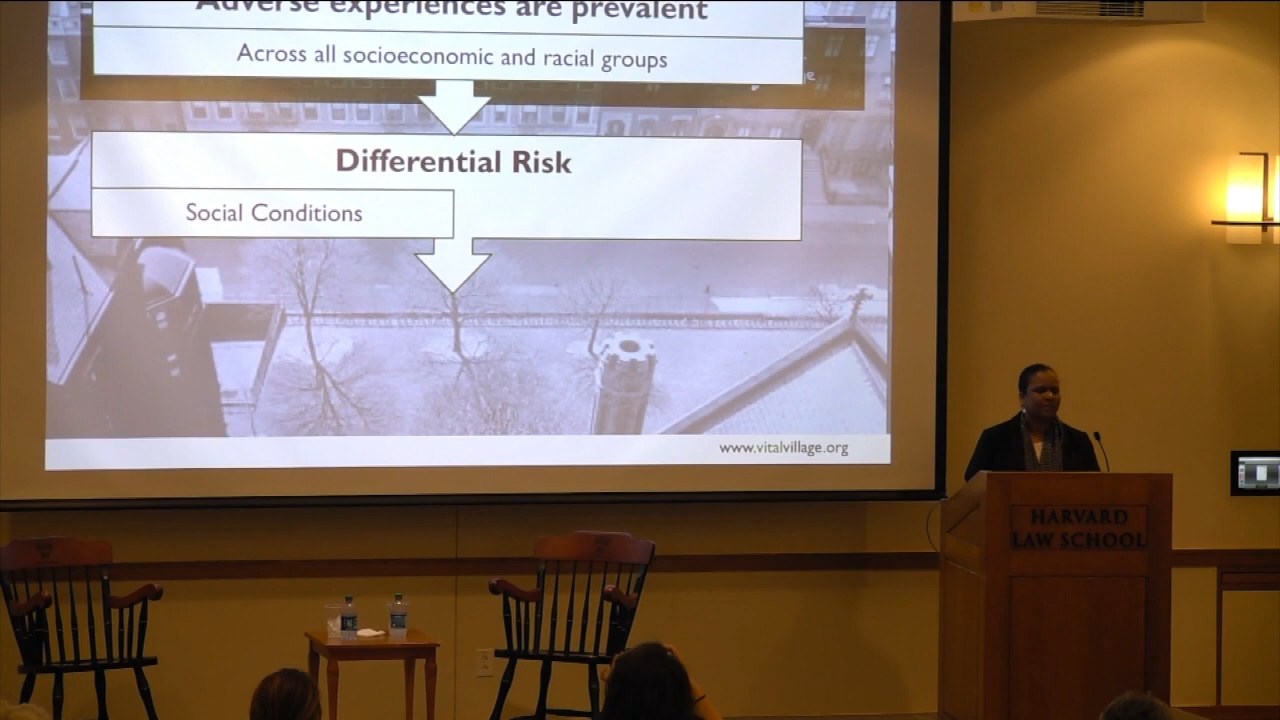 Adverse experiences are prevalent
Across all socioeconomic and racial groups
Differential Risk
Social Conditions
www.vitalvillage.org
HARVARD
LAW SCHOOL